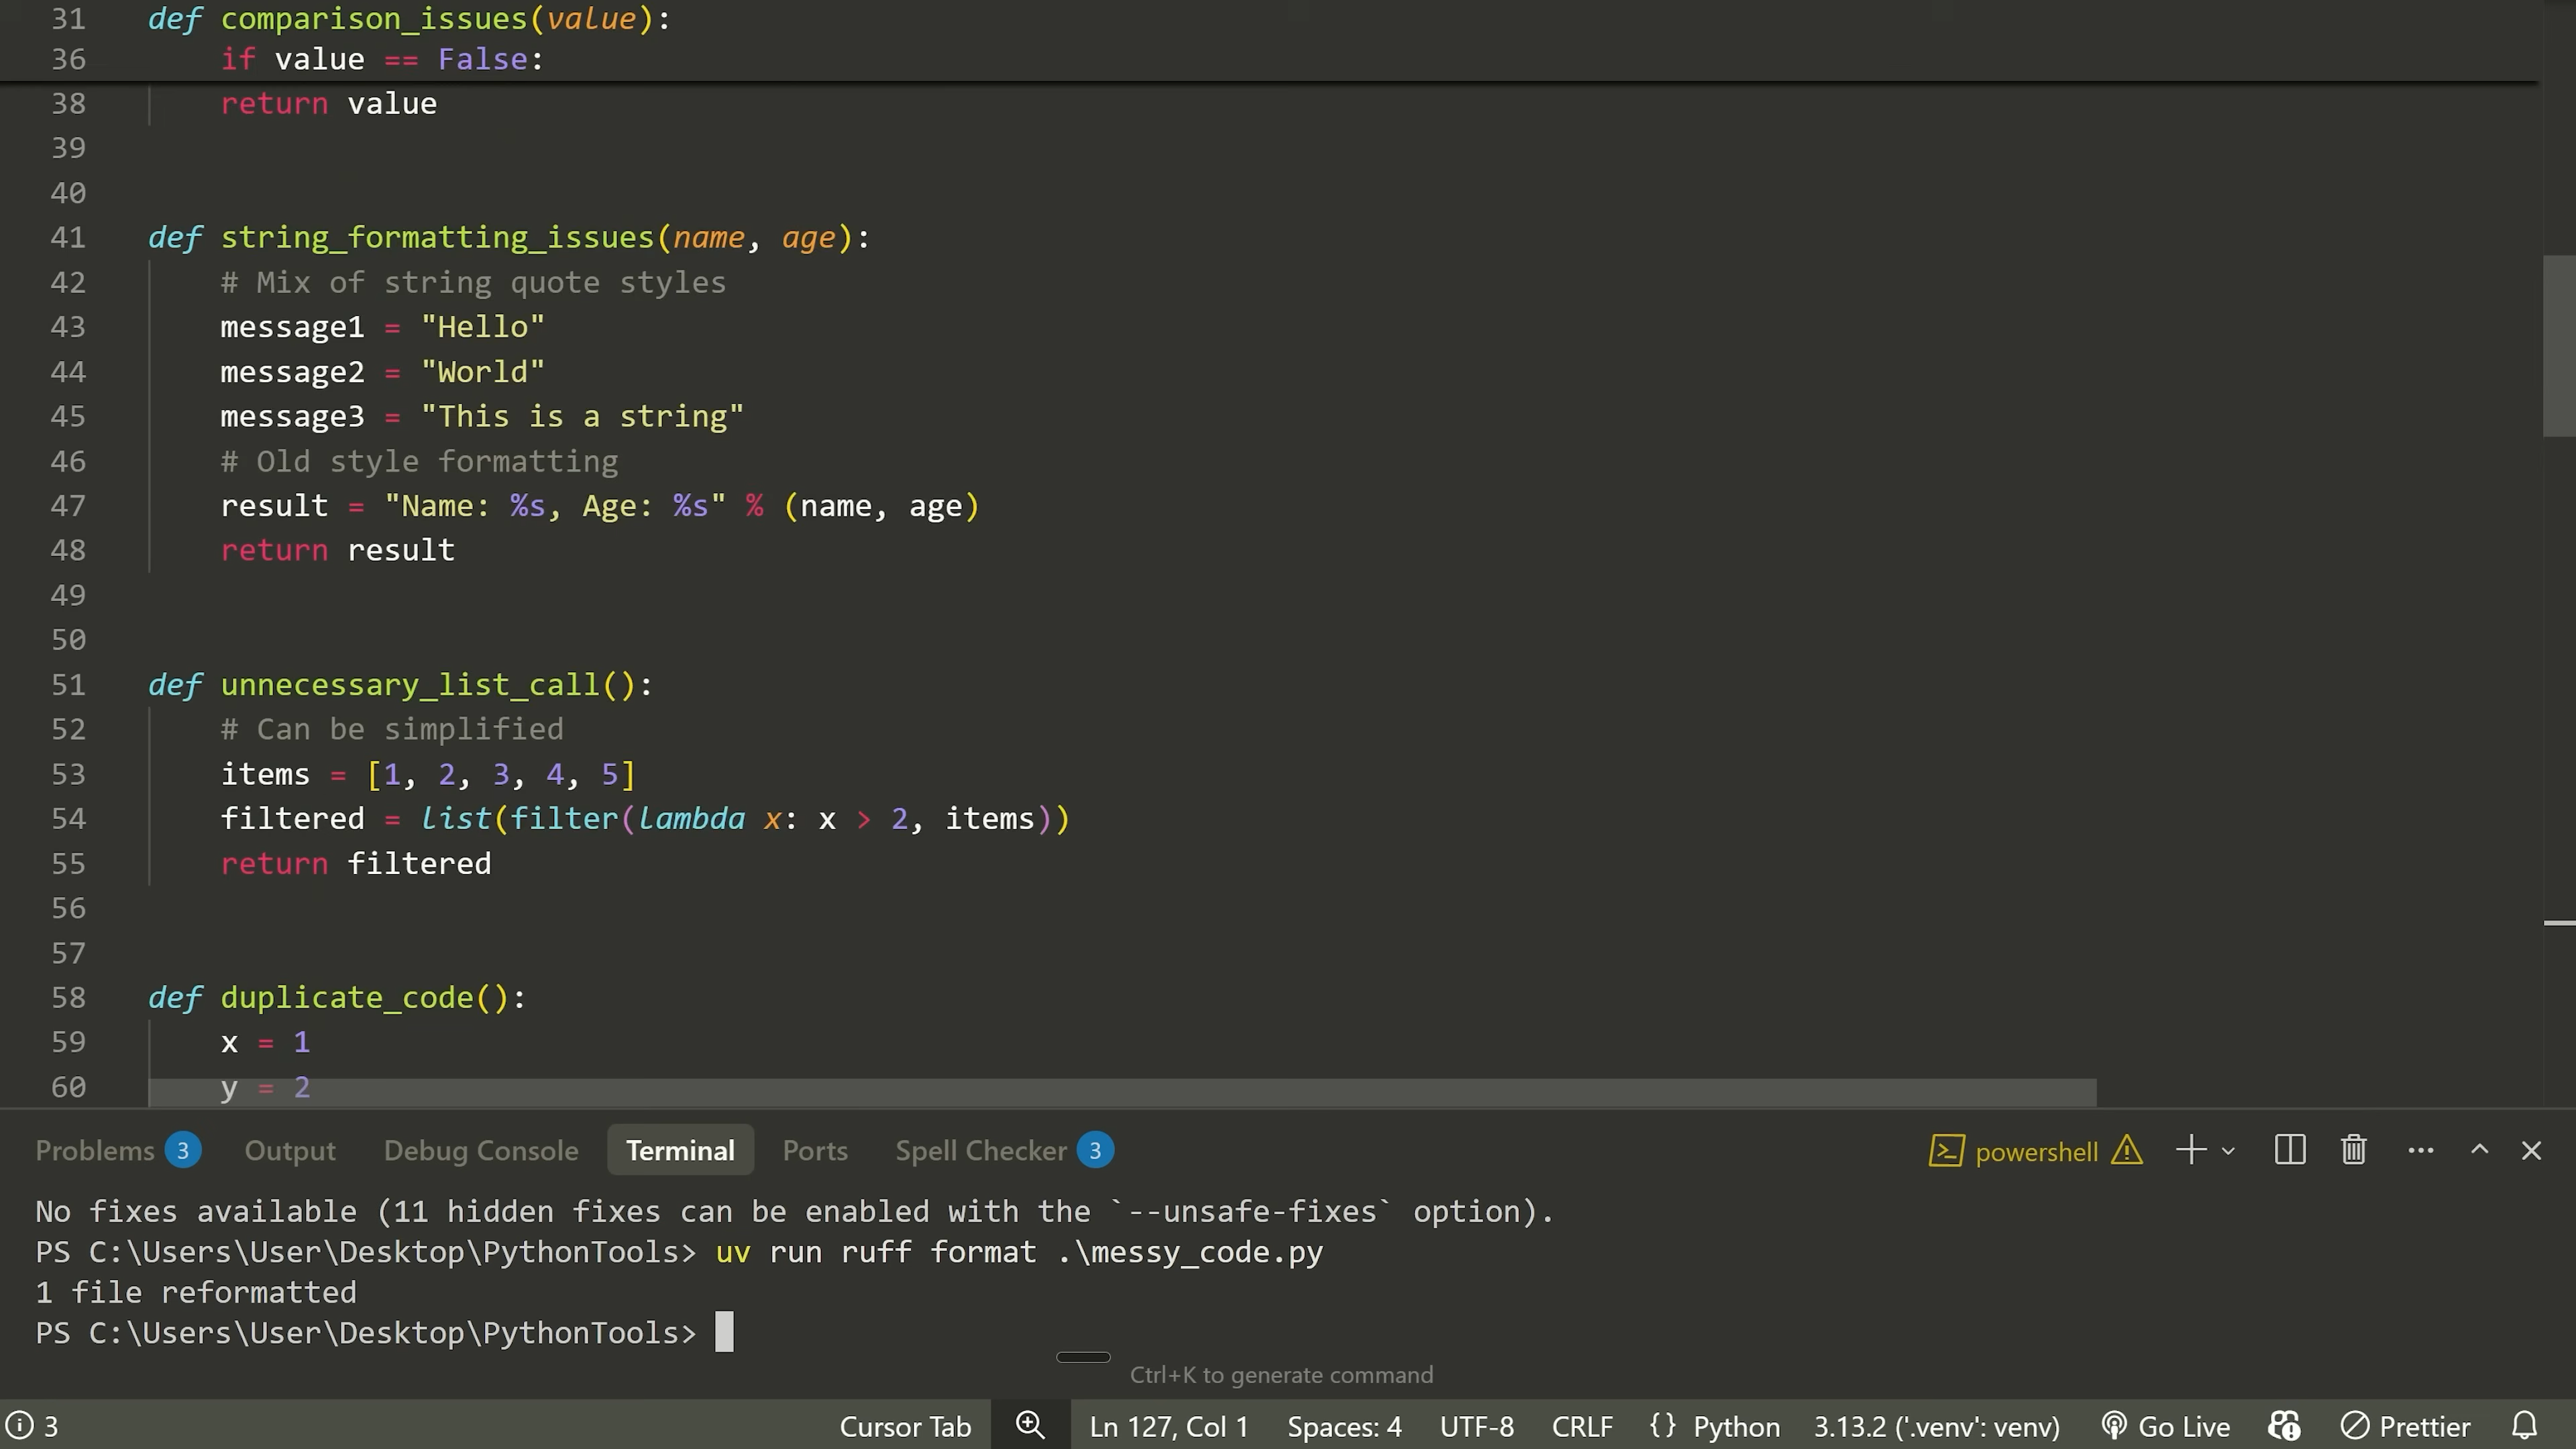 31 def comparison_issues(value):
36     if value == False:
38     return value
39
40
41 def string_formatting_issues(name, age):
42     # Mix of string quote styles
43     message1 = "Hello"
44     message2 = "World"
45     message3 = "This is a string"
46     # Old style formatting
47     result = "Name: %s, Age: %s" % (name, age)
48     return result
49
50
51 def unnecessary_list_call():
52     # Can be simplified
53     items = [1, 2, 3, 4, 5]
54     filtered = list(filter(lambda x: x > 2, items))
55     return filtered
56
57
58 def duplicate_code():
59     x = 1
60     y = 2
Problems 3 Output Debug Console Terminal Ports Spell Checker 3 powershell
No fixes available (11 hidden fixes can be enabled with the `--unsafe-fixes` option).
PS C:\Users\User\Desktop\PythonTools> uv run ruff format .\messy_code.py
1 file reformatted
PS C:\Users\User\Desktop\PythonTools>
Ctrl+K to generate command
3 Cursor Tab Ln 127, Col 1 Spaces: 4 UTF-8 CRLF {} Python 3.13.2 ('.venv': venv) Go Live Prettier